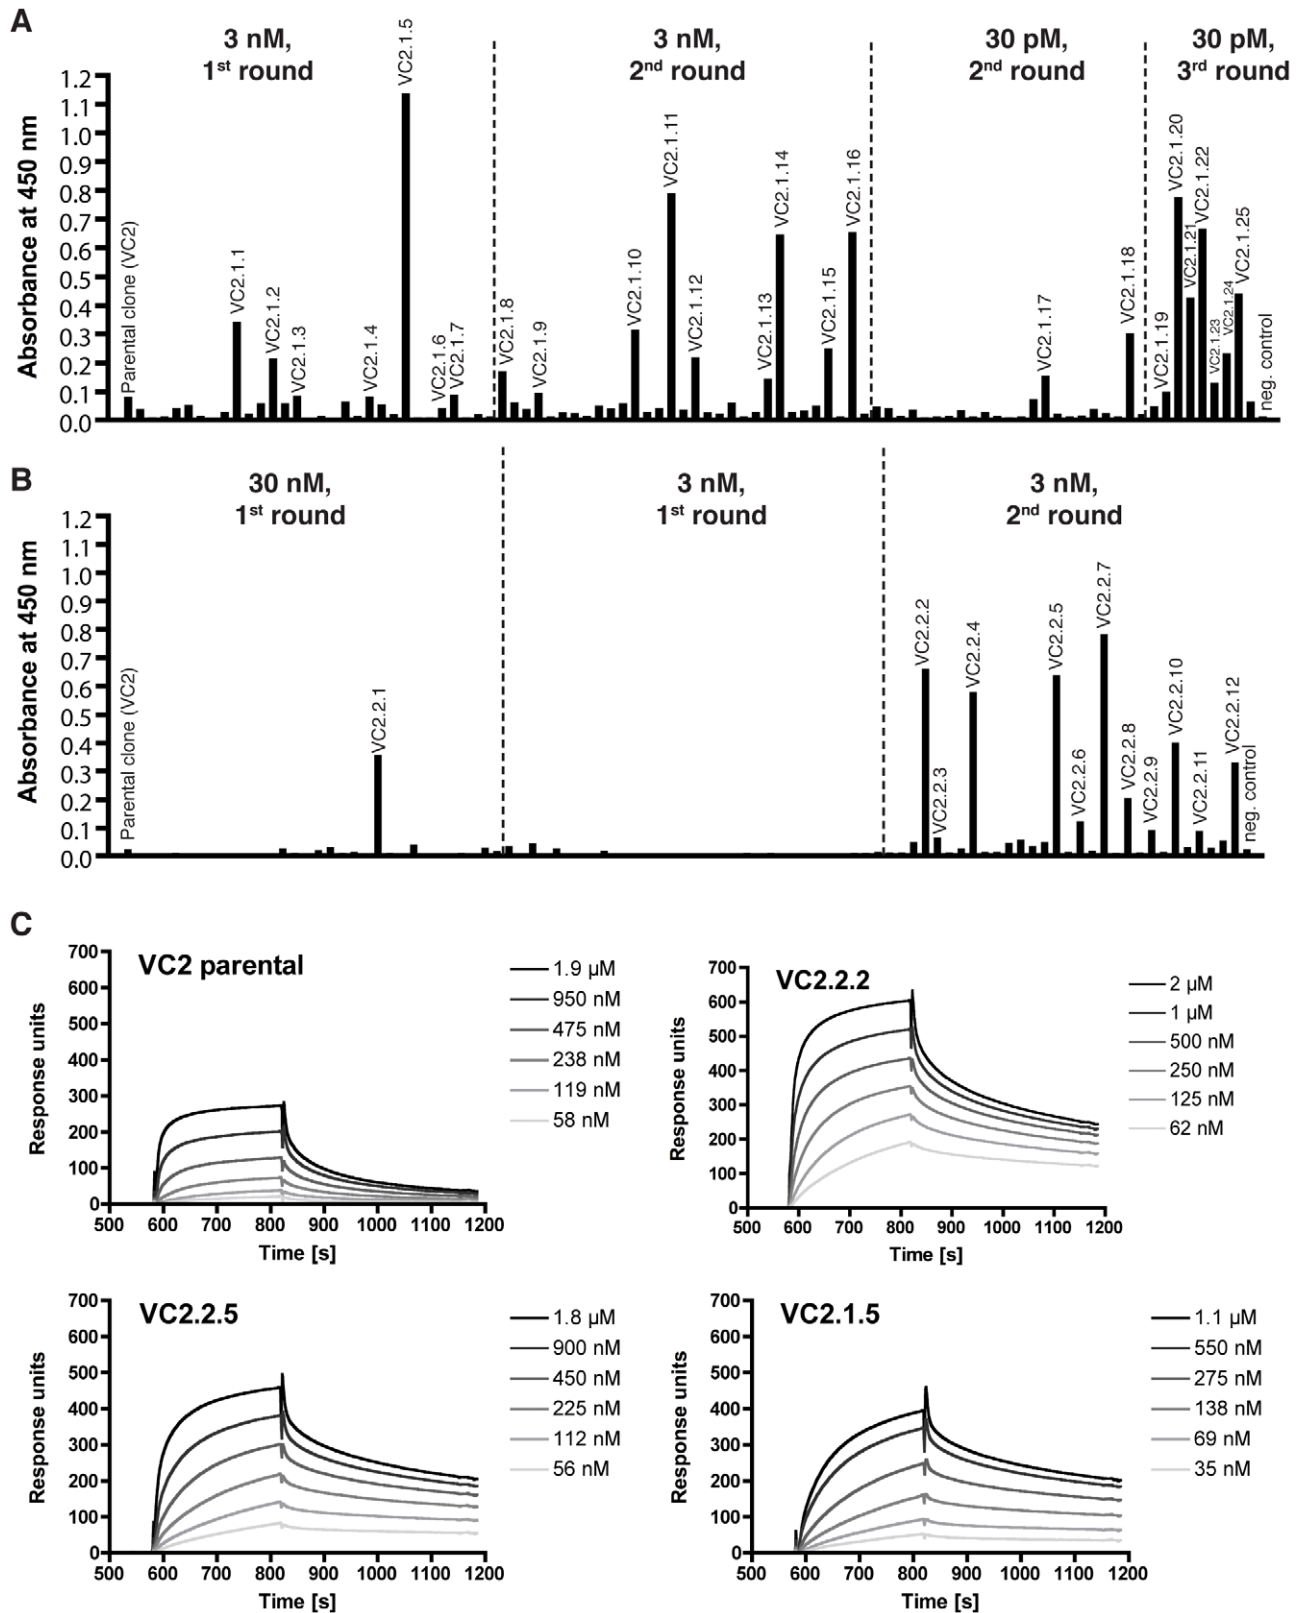 A
3 nM,
1st round
3 nM,
2nd round
30 pM,
2nd round
30 pM,
3rd round
Absorbance at 450 nm
1.2
1.1
1.0
0.9
0.8
0.7
0.6
0.5
0.4
0.3
0.2
0.1
0.0
Parental clone (VC2)
VC2.1.1
VC2.1.2
VC2.1.3
VC2.1.4
VC2.1.5
VC2.1.6
VC2.1.7
VC2.1.8
VC2.1.9
VC2.1.10
VC2.1.11
VC2.1.12
VC2.1.13
VC2.1.14
VC2.1.15
VC2.1.16
VC2.1.17
VC2.1.18
VC2.1.19
VC2.1.20
VC2.1.21
VC2.1.22
VC2.1.23
VC2.1.24
VC2.1.25
neg. control
B
30 nM,
1st round
3 nM,
1st round
3 nM,
2nd round
Absorbance at 450 nm
1.2
1.1
1.0
0.9
0.8
0.7
0.6
0.5
0.4
0.3
0.2
0.1
0.0
Parental clone (VC2)
VC2.2.1
VC2.2.2
VC2.2.3
VC2.2.4
VC2.2.5
VC2.2.6
VC2.2.7
VC2.2.8
VC2.2.9
VC2.2.10
VC2.2.11
VC2.2.12
neg. control
C
VC2 parental
Response units
700
600
500
400
300
200
100
0
500 600 700 800 900 1000 1100 1200
Time [s]
1.9 µM
950 nM
475 nM
238 nM
119 nM
58 nM
VC2.2.2
Response units
700
600
500
400
300
200
100
0
500 600 700 800 900 1000 1100 1200
Time [s]
2 µM
1 µM
500 nM
250 nM
125 nM
62 nM
VC2.2.5
Response units
700
600
500
400
300
200
100
0
500 600 700 800 900 1000 1100 1200
Time [s]
1.8 µM
900 nM
450 nM
225 nM
112 nM
56 nM
VC2.1.5
Response units
700
600
500
400
300
200
100
0
500 600 700 800 900 1000 1100 1200
Time [s]
1.1 µM
550 nM
275 nM
138 nM
69 nM
35 nM